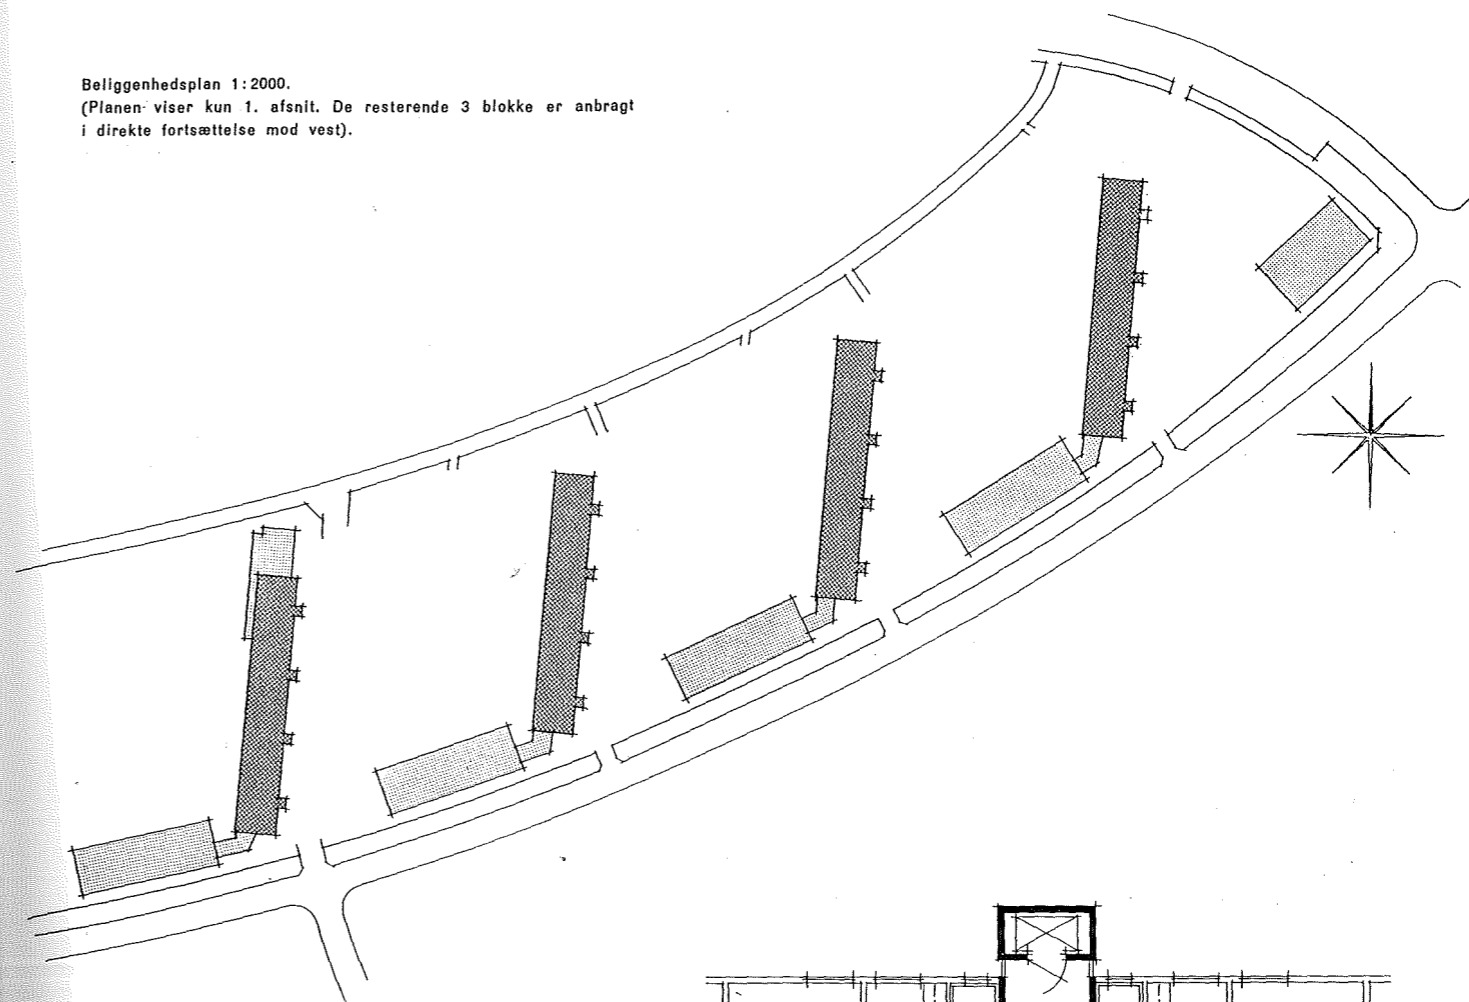 Beliggenhedsplan 1:2000.
(Planen viser kun 1. afsnit. De resterende 3 blokke er anbragt
i direkte fortsættelse mod vest).